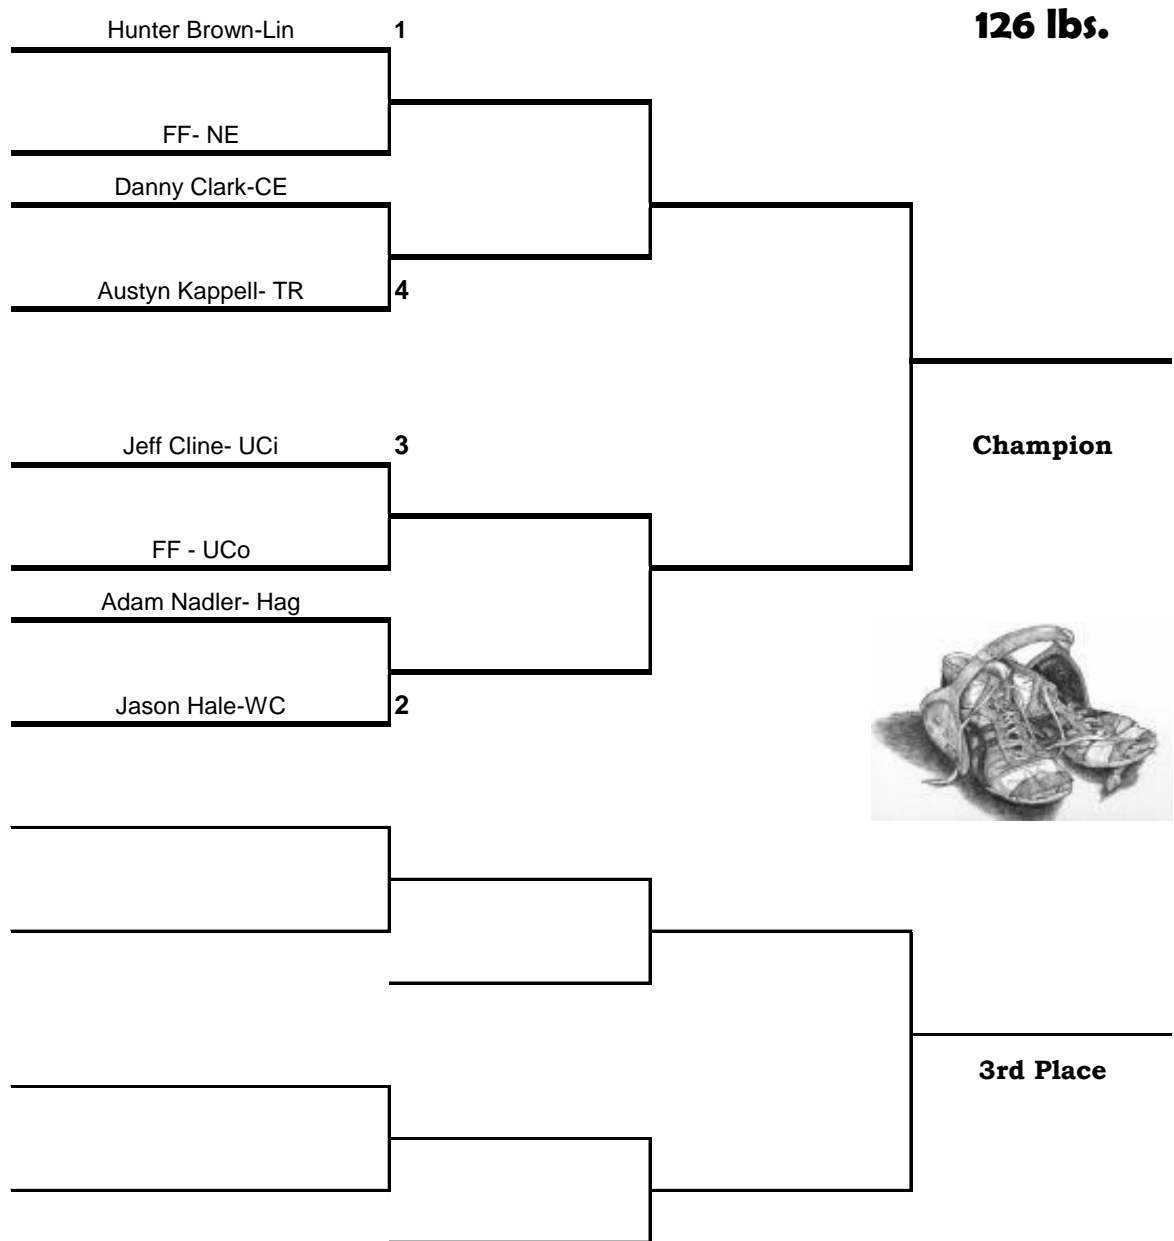 126 lbs.
Hunter Brown-Lin 1
FF- NE
Danny Clark-CE
Austyn Kappell- TR 4
Jeff Cline- UCi 3
Champion
FF - UCo
Adam Nadler- Hag
Jason Hale-WC 2
3rd Place